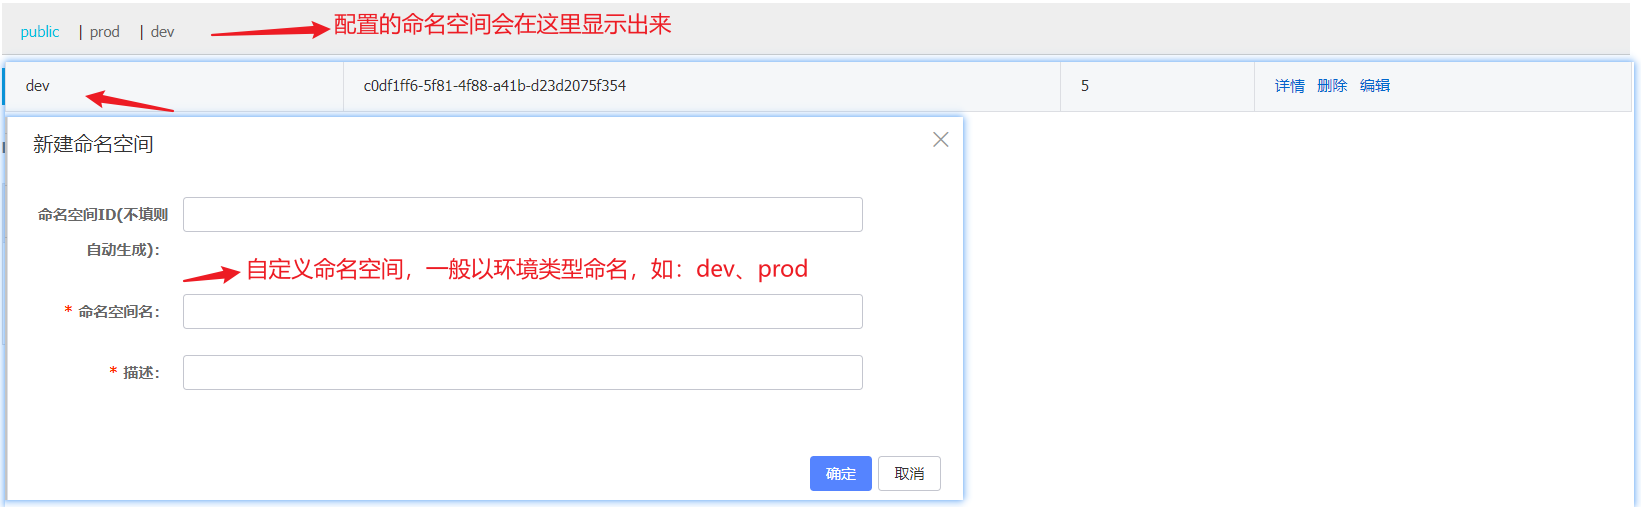 public | prod | dev 配置的命名空间会在这里显示出来
dev c0df1ff6-5f81-4f88-a41b-d23d2075f354 5 详情 删除 编辑
新建命名空间
命名空间ID(不填则
自动生成):
自定义命名空间，一般以环境类型命名，如：dev、prod
* 命名空间名:
* 描述:
确定 取消